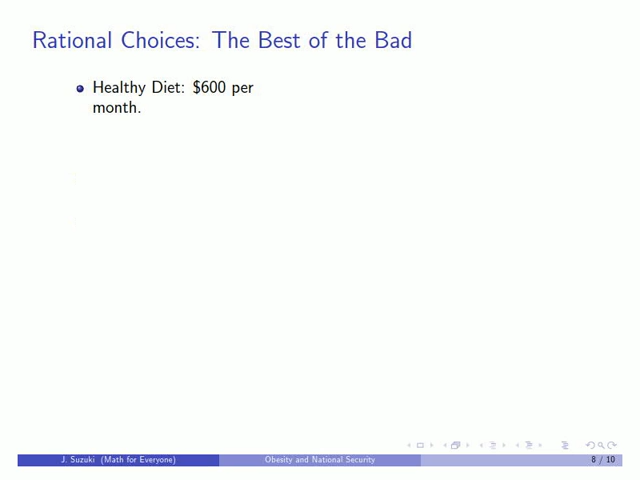 Rational Choices: The Best of the Bad
Healthy Diet: $600 per
month.
J. Suzuki (Math for Everyone)
Obesity and National Security
8 / 10